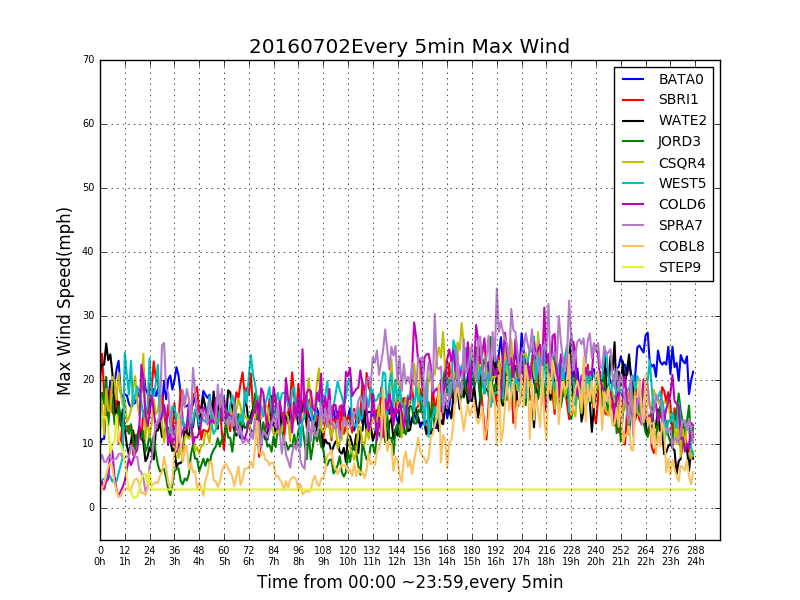 20160702Every 5min Max Wind
70
60
50
40
30
20
10
0
Max Wind Speed(mph)
BATA0
SBRI1
WATE2
JORD3
CSQR4
WEST5
COLD6
SPRA7
COBL8
STEP9
0 12 24 36 48 60 72 84 96 108 120 132 144 156 168 180 192 204 216 228 240 252 264 276 288
0h 1h 2h 3h 4h 5h 6h 7h 8h 9h 10h 11h 12h 13h 14h 15h 16h 17h 18h 19h 20h 21h 22h 23h 24h
Time from 00:00 ~23:59,every 5min